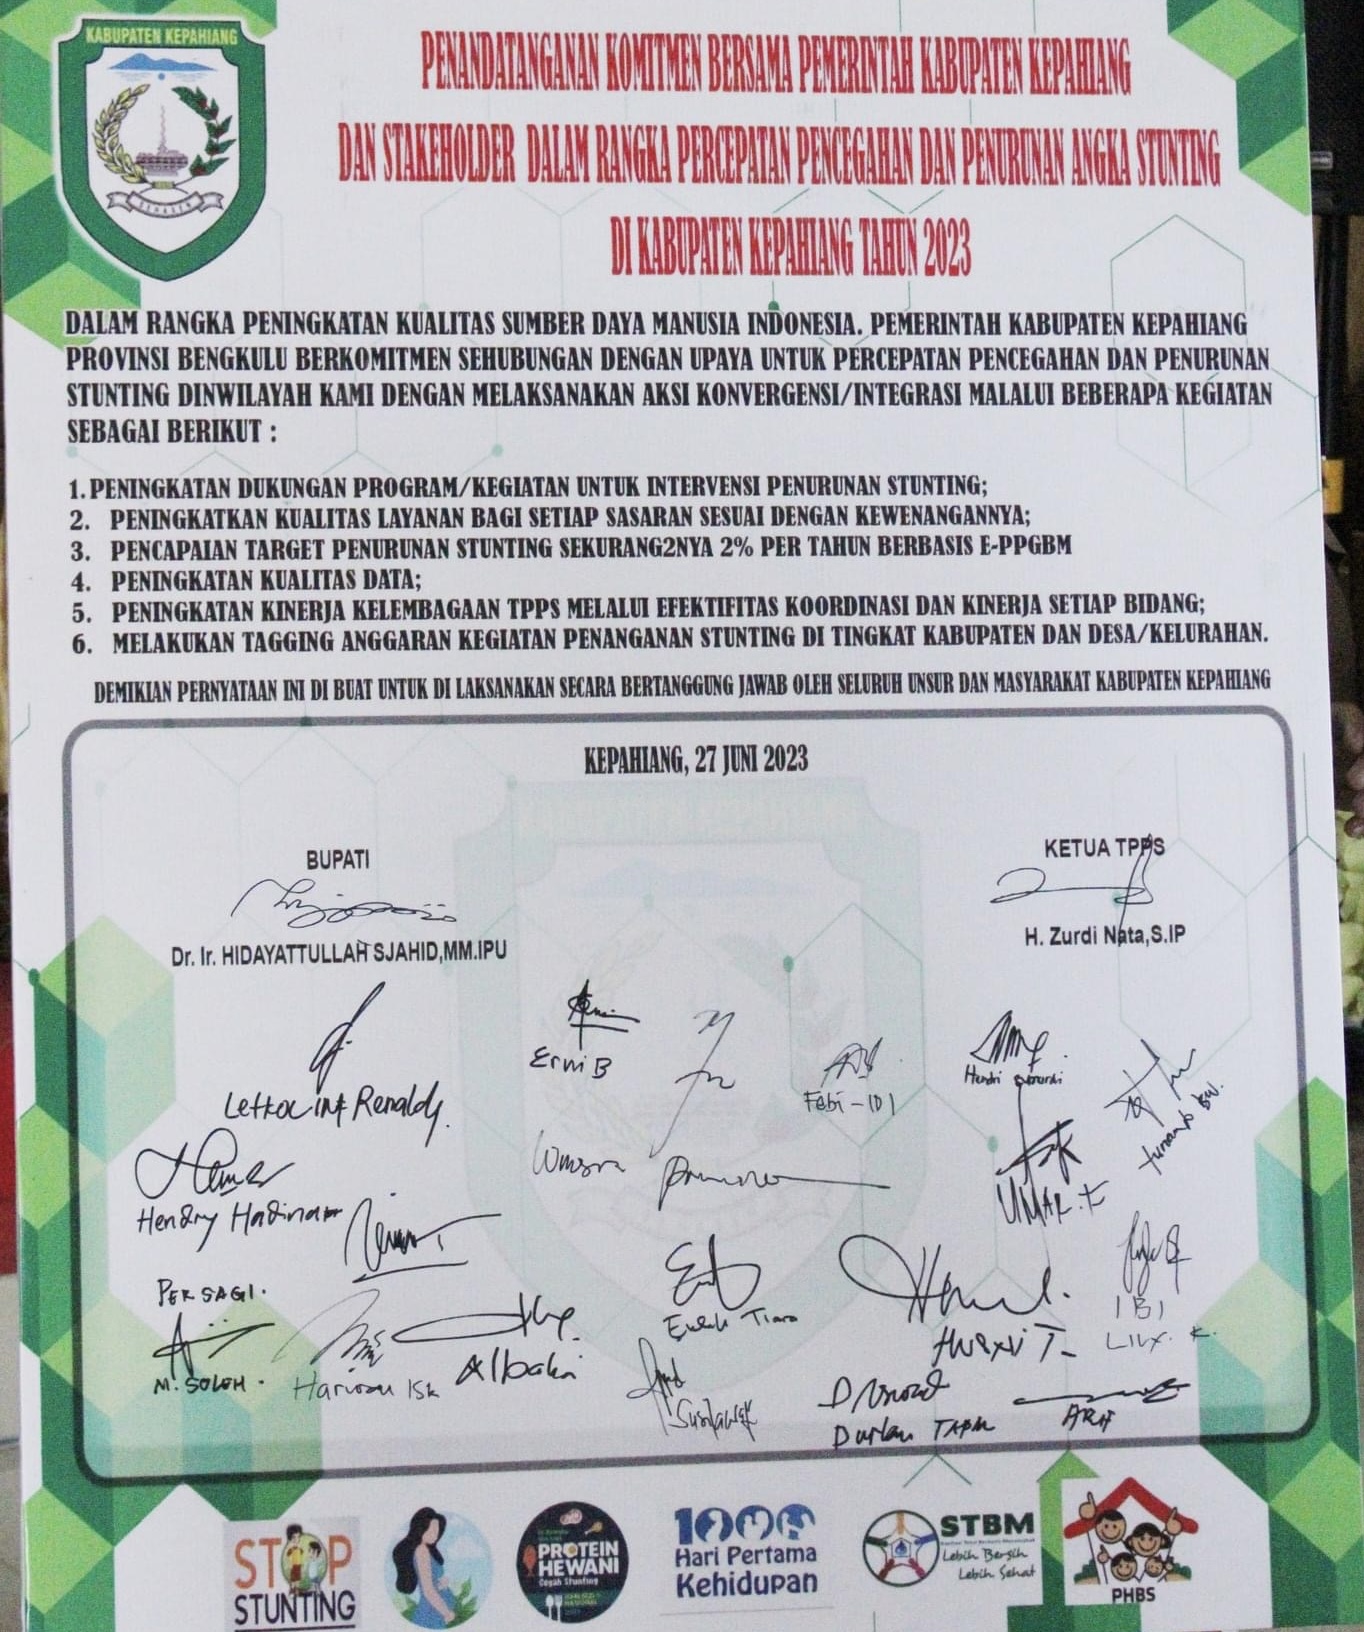 KABUPATEN KEPAHIANG
PENANDATANGANAN KOMITMEN BERSAMA PEMERINTAH KABUPATEN KEPAHIANG
DAN STAKEHOLDER DALAM RANGKA PERCEPATAN PENCEGAHAN DAN PENURUNAN ANGKA STUNTING
DI KABUPATEN KEPAHIANG TAHUN 2023
DALAM RANGKA PENINGKATAN KUALITAS SUMBER DAYA MANUSIA INDONESIA. PEMERINTAH KABUPATEN KEPAHIANG
PROVINSI BENGKULU BERKOMITMEN SEHUBUNGAN DENGAN UPAYA UNTUK PERCEPATAN PENCEGAHAN DAN PENURUNAN
STUNTING DINWILAYAH KAMI DENGAN MELAKSANAKAN AKSI KONVERGENSI/INTEGRASI MALALUI BEBERAPA KEGIATAN
SEBAGAI BERIKUT :
1. PENINGKATAN DUKUNGAN PROGRAM/KEGIATAN UNTUK INTERVENSI PENURUNAN STUNTING;
2. PENINGKATKAN KUALITAS LAYANAN BAGI SETIAP SASARAN SESUAI DENGAN KEWENANGANNYA;
3. PENCAPAIAN TARGET PENURUNAN STUNTING SEKURANG2NYA 2% PER TAHUN BERBASIS E-PPGBM
4. PENINGKATAN KUALITAS DATA;
5. PENINGKATAN KINERJA KELEMBAGAAN TPPS MELALUI EFEKTIFITAS KOORDINASI DAN KINERJA SETIAP BIDANG;
6. MELAKUKAN TAGGING ANGGARAN KEGIATAN PENANGANAN STUNTING DI TINGKAT KABUPATEN DAN DESA/KELURAHAN.
DEMIKIAN PERNYATAAN INI DI BUAT UNTUK DI LAKSANAKAN SECARA BERTANGGUNG JAWAB OLEH SELURUH UNSUR DAN MASYARAKAT KABUPATEN KEPAHIANG
KEPAHIANG, 27 JUNI 2023
BUPATI
KETUA TPPS
Dr. Ir. HIDAYATTULLAH SJAHID,MM.IPU
H. Zurdi Nata,S.IP
Erni B
Febi - IDI
Letkol inf Renaldy.
UMAR. K
Hendry
PERSAGI.
IBI
M. SOLEH.
Albaki
STOP
STUNTING
PROTEIN
HEWANI
Cegah Stunting
1000
Hari Pertama
Kehidupan
STBM
Lebih Bersih
Lebih Sehat
PHBS